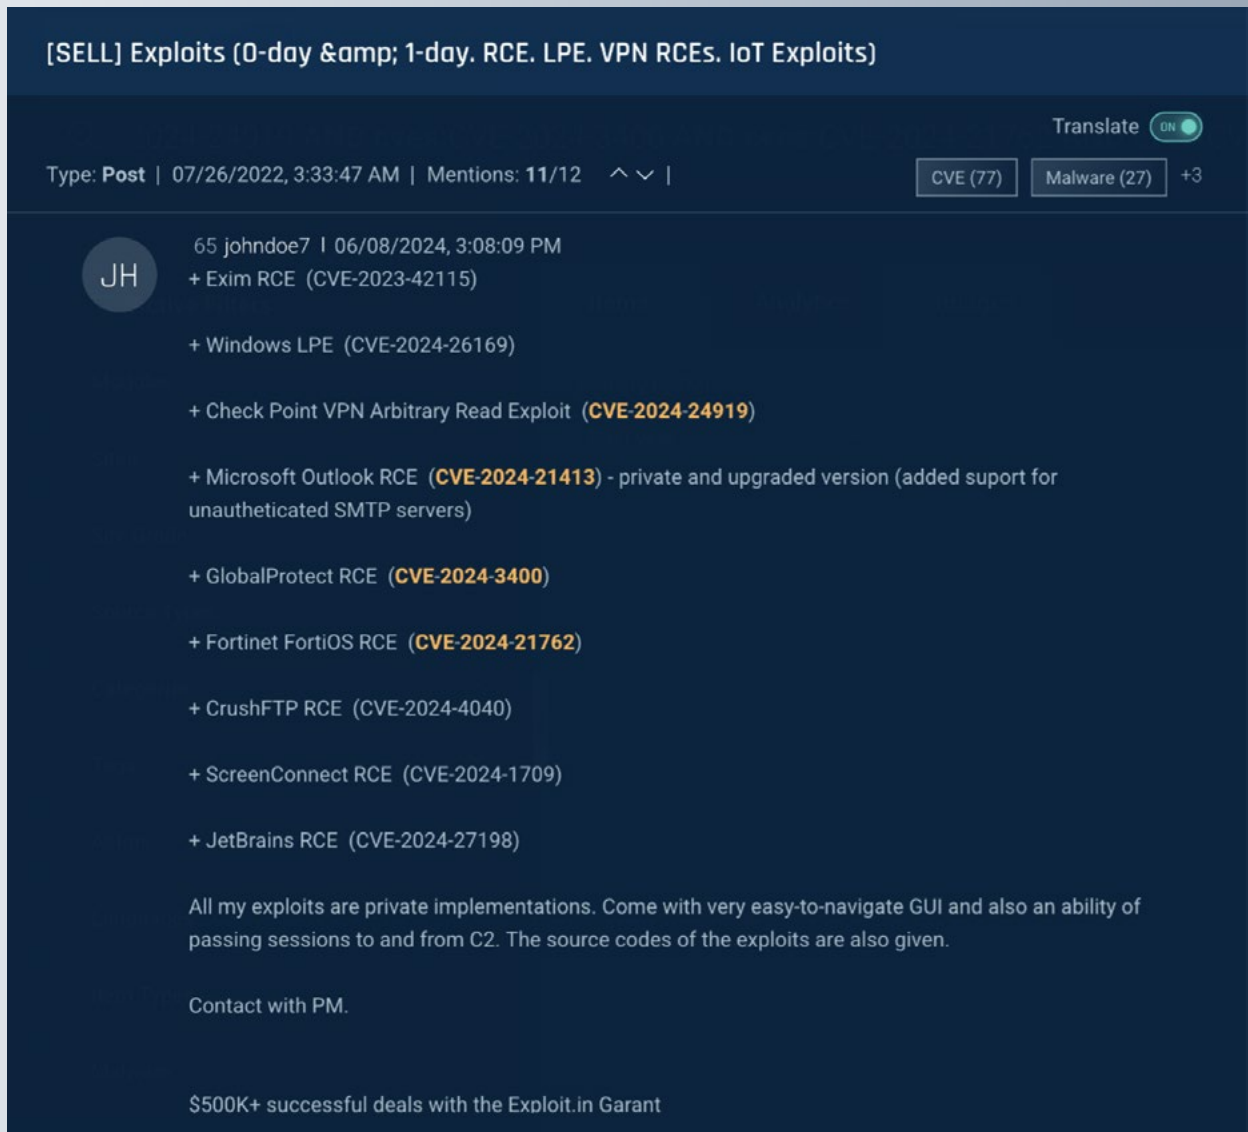 [SELL] Exploits (0-day &amp; 1-day. RCE. LPE. VPN RCEs. IoT Exploits)
Translate ON
Type: Post | 07/26/2022, 3:33:47 AM | Mentions: 11/12 | CVE (77) Malware (27) +3
JH
65 johndoe7 | 06/08/2024, 3:08:09 PM
+ Exim RCE (CVE-2023-42115)
+ Windows LPE (CVE-2024-26169)
+ Check Point VPN Arbitrary Read Exploit (CVE-2024-24919)
+ Microsoft Outlook RCE (CVE-2024-21413) - private and upgraded version (added suport for
unautheticated SMTP servers)
+ GlobalProtect RCE (CVE-2024-3400)
+ Fortinet FortiOS RCE (CVE-2024-21762)
+ CrushFTP RCE (CVE-2024-4040)
+ ScreenConnect RCE (CVE-2024-1709)
+ JetBrains RCE (CVE-2024-27198)
All my exploits are private implementations. Come with very easy-to-navigate GUI and also an ability of
passing sessions to and from C2. The source codes of the exploits are also given.
Contact with PM.
$500K+ successful deals with the Exploit.in Garant